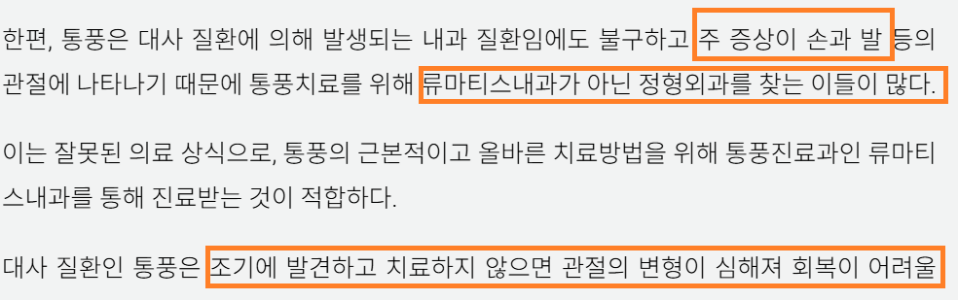 한편, 통풍은 대사 질환에 의해 발생되는 내과 질환임에도 불구하고 주 증상이 손과 발 등의
관절에 나타나기 때문에 통풍치료를 위해 류마티스내과가 아닌 정형외과를 찾는 이들이 많다.
이는 잘못된 의료 상식으로, 통풍의 근본적이고 올바른 치료방법을 위해 통풍진료과인 류마티
스내과를 통해 진료받는 것이 적합하다.
대사 질환인 통풍은 조기에 발견하고 치료하지 않으면 관절의 변형이 심해져 회복이 어려울